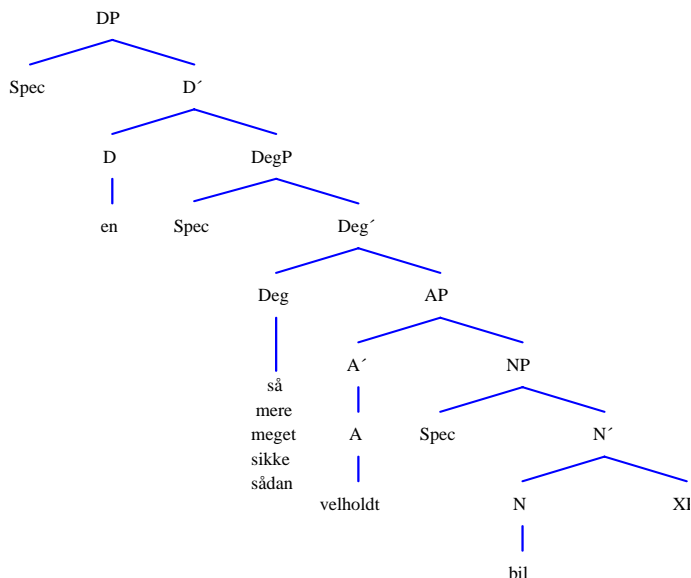 DP
Spec D´
D DegP
en Spec Deg´
Deg AP
A´ NP
så
mere
meget A Spec N´
sikke
sådan
velholdt N
bil